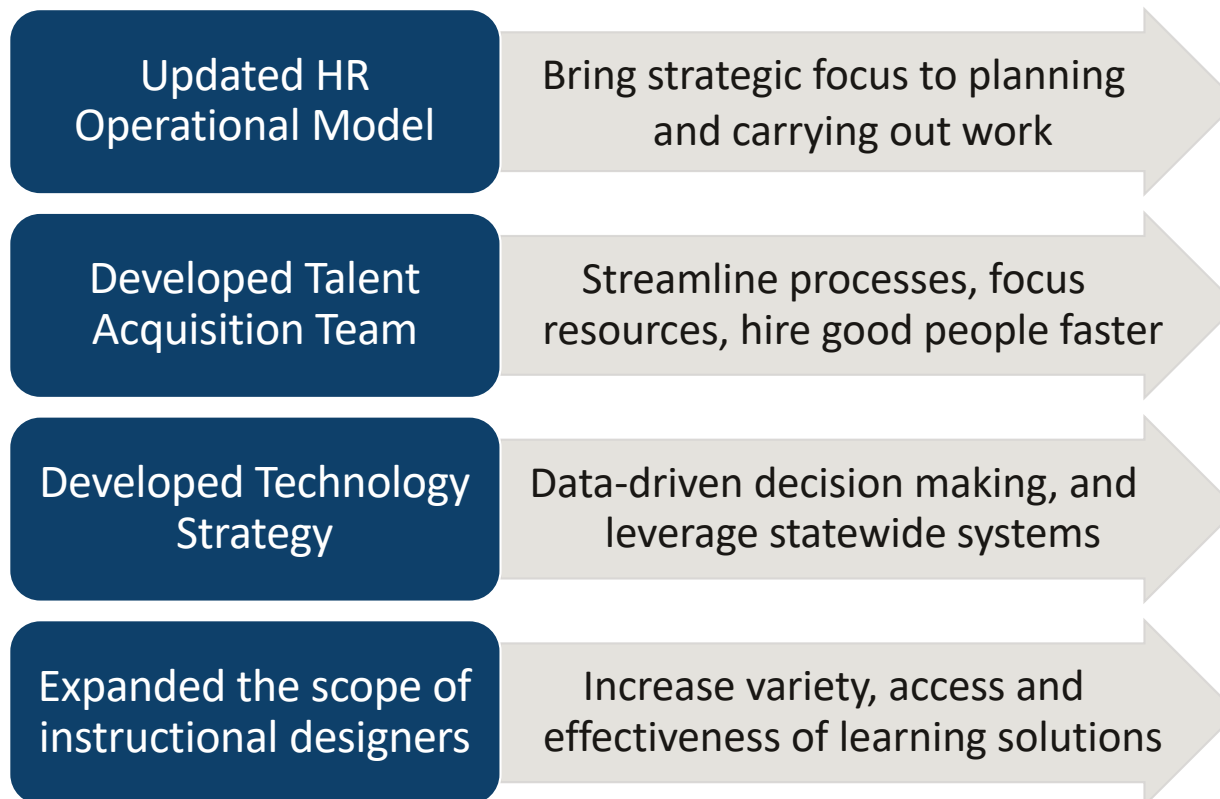 Updated HR
Operational Model
Bring strategic focus to planning
and carrying out work
Developed Talent
Acquisition Team
Streamline processes, focus
resources, hire good people faster
Developed Technology
Strategy
Data-driven decision making, and
leverage statewide systems
Expanded the scope of
instructional designers
Increase variety, access and
effectiveness of learning solutions